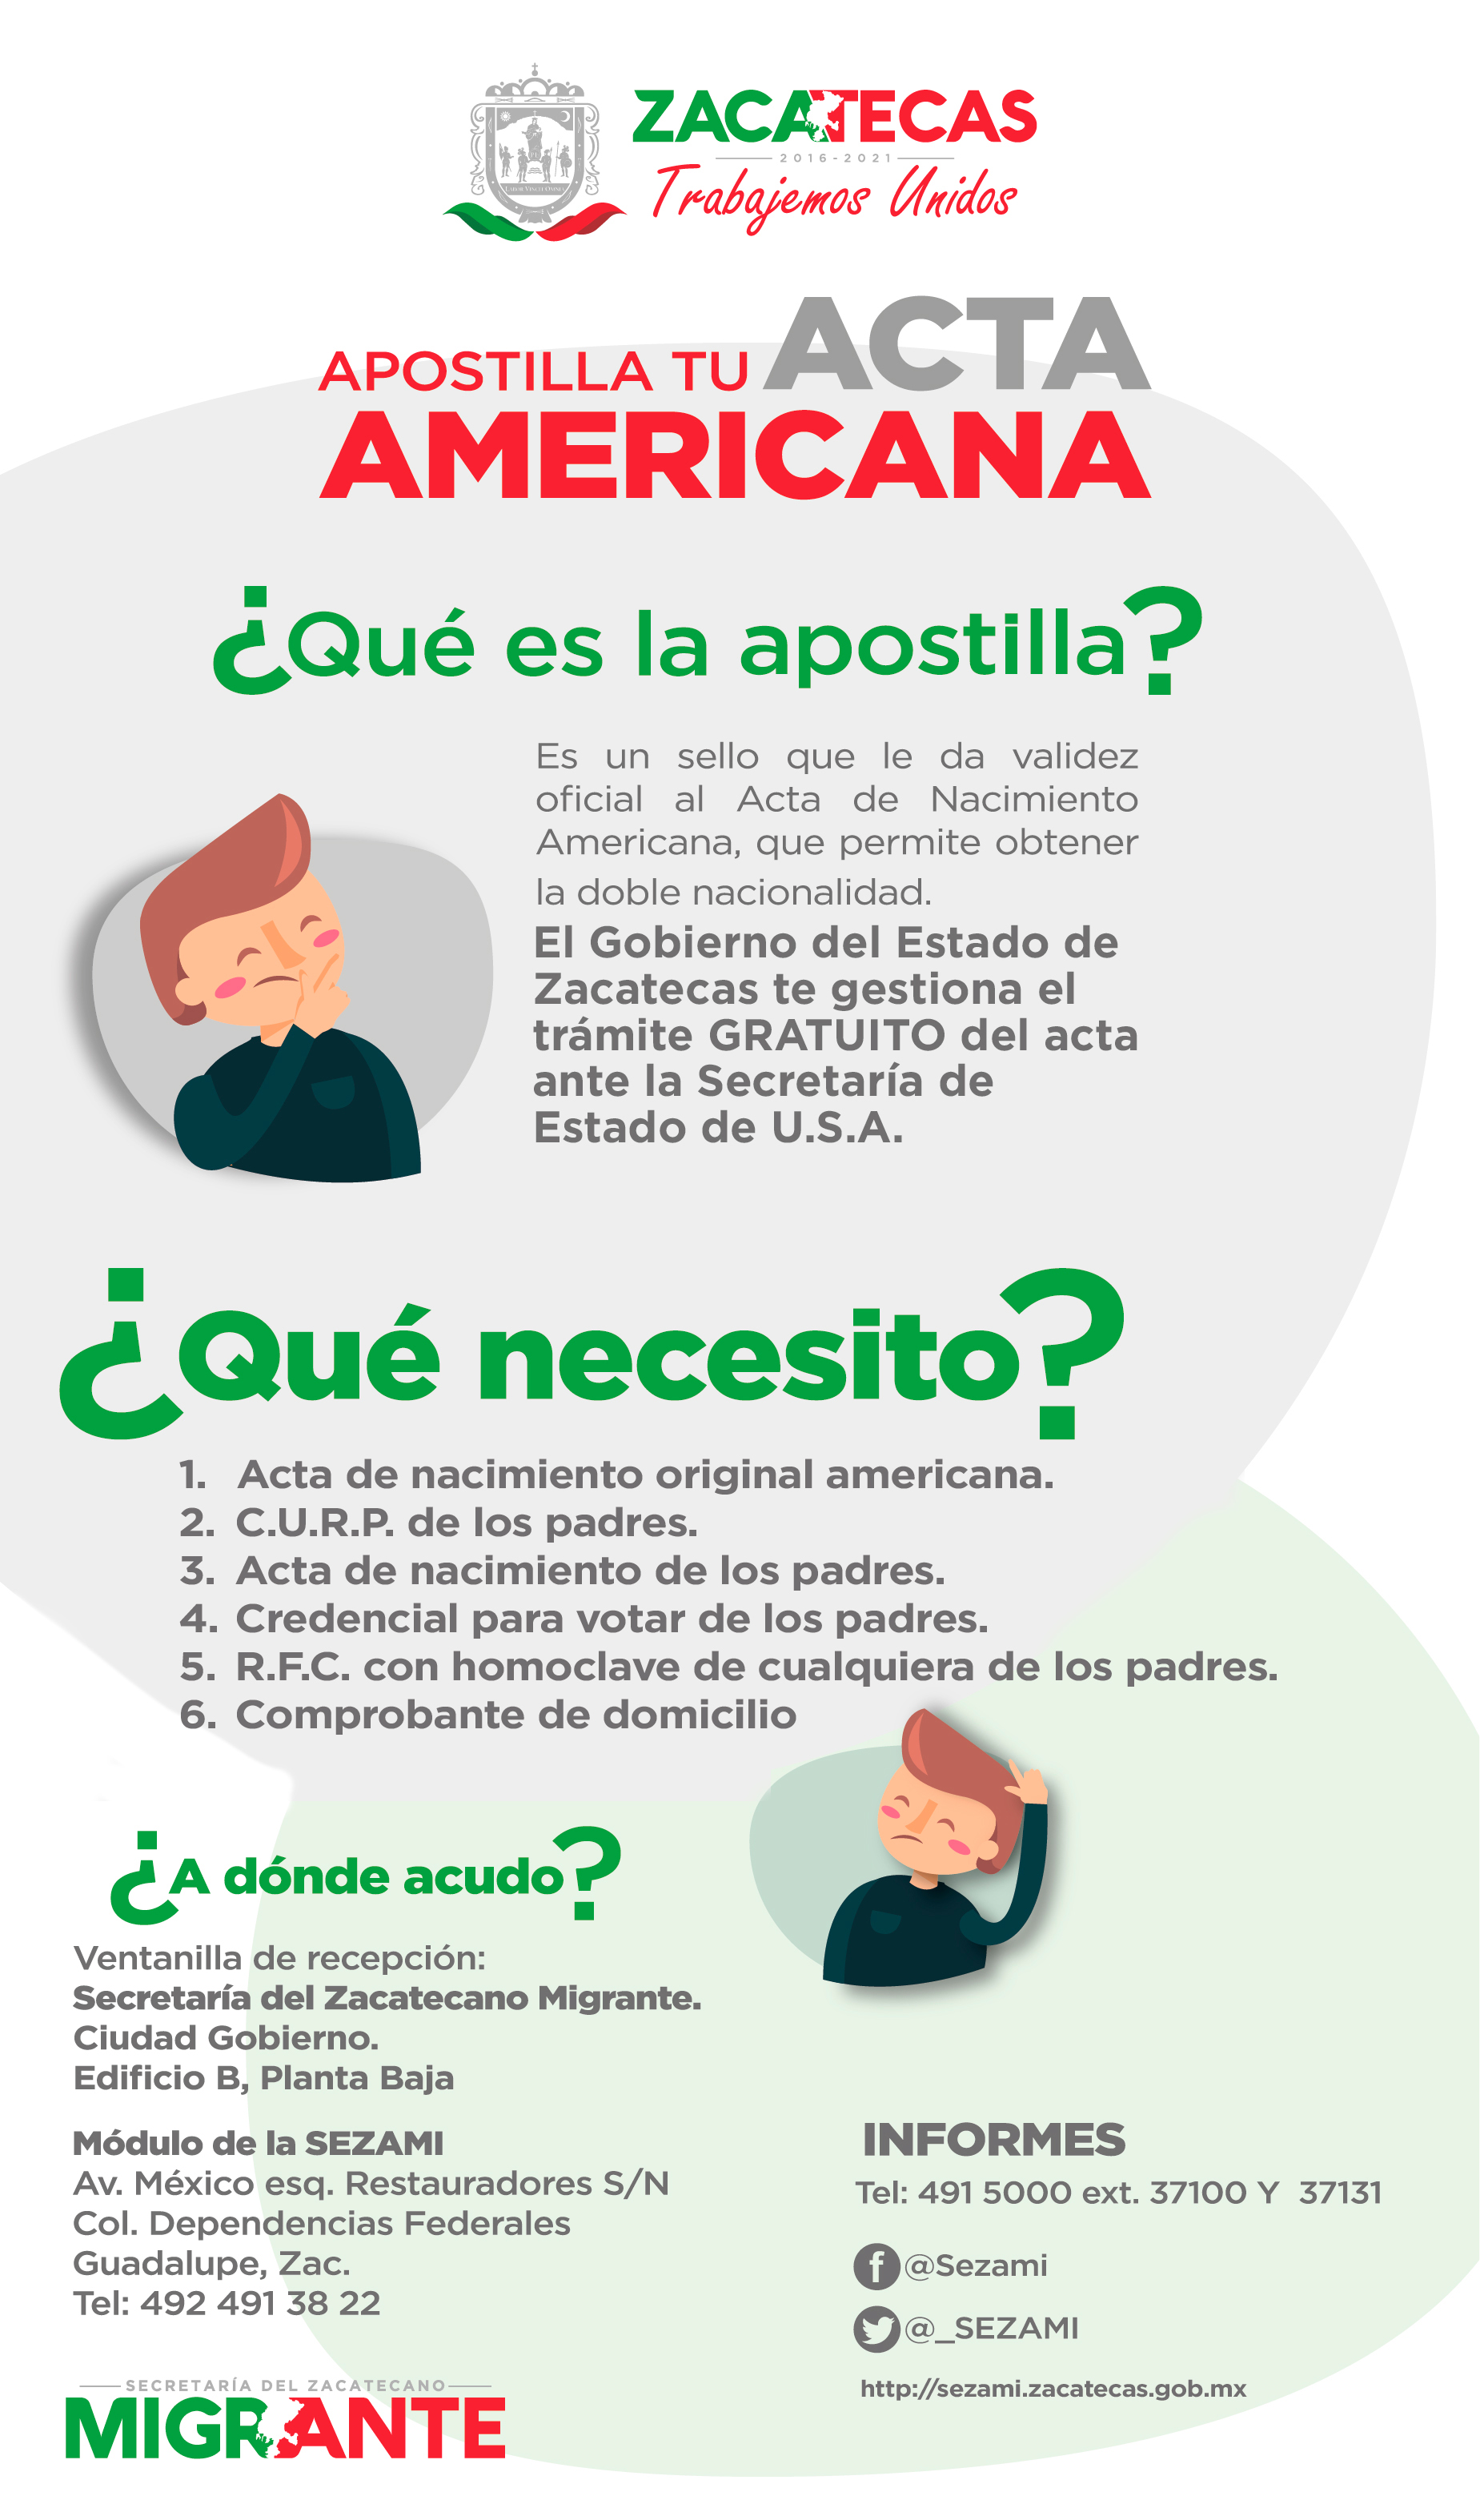 ZACATECAS
2016 - 2021
Trabajemos Unidos
LABOR VINCIT OMNIA
APOSTILLA TU ACTA
AMERICANA
¿Qué es la apostilla?
Es un sello que le da validez
oficial al Acta de Nacimiento
Americana, que permite obtener
la doble nacionalidad.
El Gobierno del Estado de
Zacatecas te gestiona el
trámite GRATUITO del acta
ante la Secretaría de
Estado de U.S.A.
¿Qué necesito?
1. Acta de nacimiento original americana.
2. C.U.R.P. de los padres.
3. Acta de nacimiento de los padres.
4. Credencial para votar de los padres.
5. R.F.C. con homoclave de cualquiera de los padres.
6. Comprobante de domicilio
¿A dónde acudo?
Ventanilla de recepción:
Secretaría del Zacatecano Migrante.
Ciudad Gobierno.
Edificio B, Planta Baja
Módulo de la SEZAMI
Av. México esq. Restauradores S/N
Col. Dependencias Federales
Guadalupe, Zac.
Tel: 492 491 38 22
INFORMES
Tel: 491 5000 ext. 37100 Y 37131
@Sezami
@_SEZAMI
http://sezami.zacatecas.gob.mx
SECRETARÍA DEL ZACATECANO
MIGRANTE